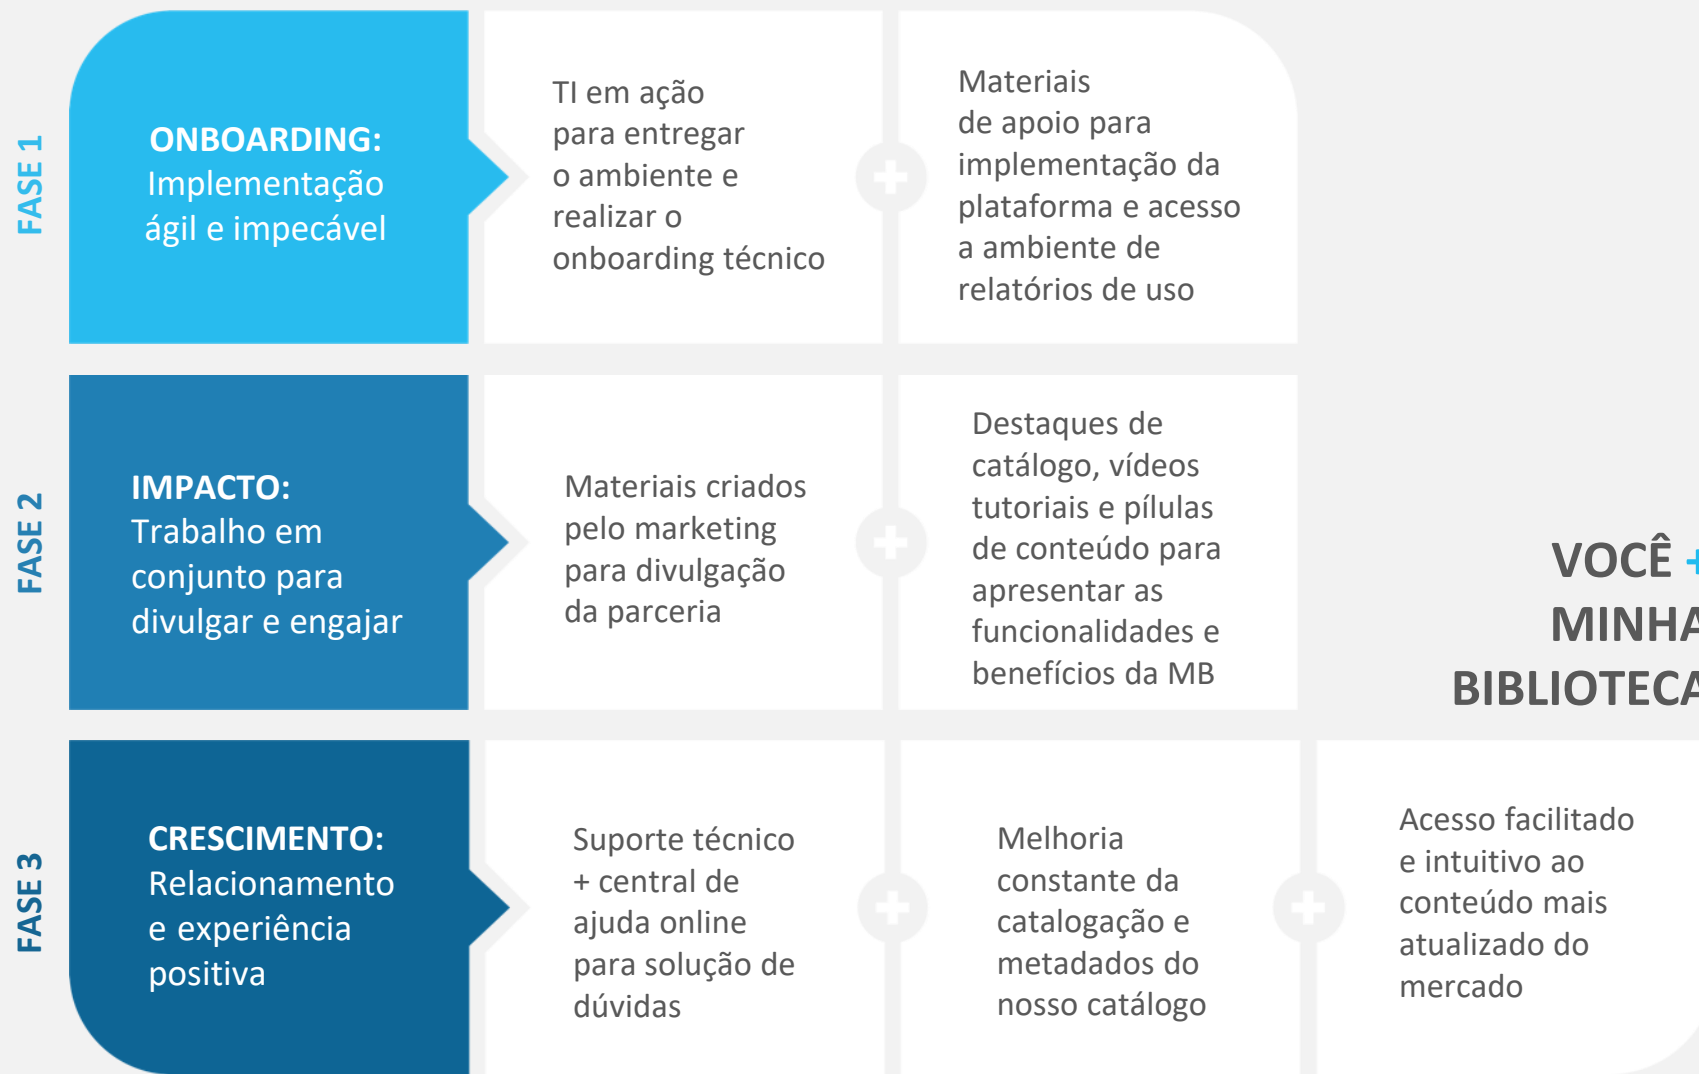 FASE 1
ONBOARDING:
Implementação
ágil e impecável
TI em ação
para entregar
o ambiente e
realizar o
onboarding técnico
Materiais
de apoio para
implementação da
plataforma e acesso
a ambiente de
relatórios de uso
FASE 2
IMPACTO:
Trabalho em
conjunto para
divulgar e engajar
Materiais criados
pelo marketing
para divulgação
da parceria
Destaques de
catálogo, vídeos
tutoriais e pílulas
de conteúdo para
apresentar as
funcionalidades e
benefícios da MB
VOCÊ +
MINHA
BIBLIOTECA
FASE 3
CRESCIMENTO:
Relacionamento
e experiência
positiva
Suporte técnico
+ central de
ajuda online
para solução de
dúvidas
Melhoria
constante da
catalogação e
metadados do
nosso catálogo
Acesso facilitado
e intuitivo ao
conteúdo mais
atualizado do
mercado